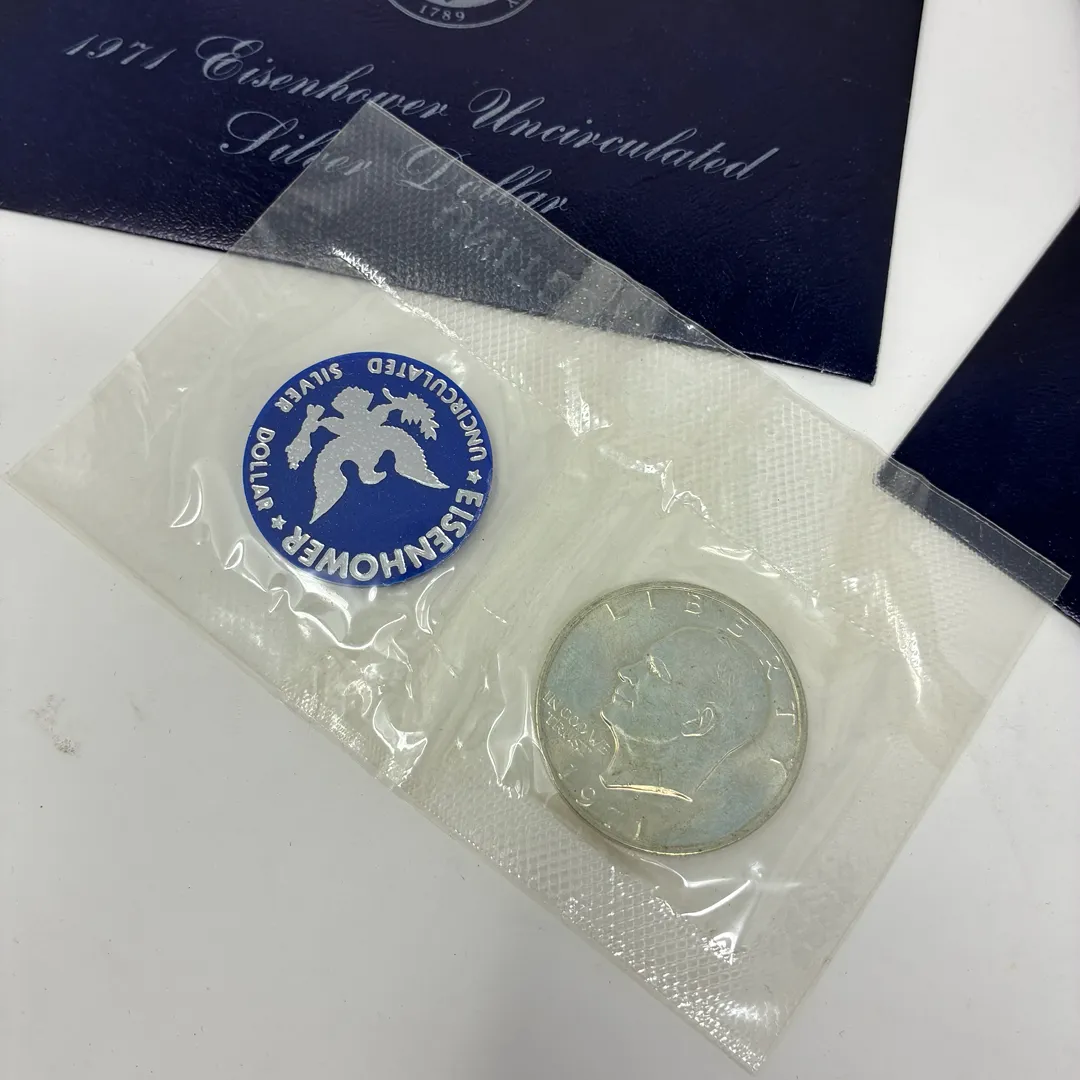 1789
1971 Eisenhower Uncirculated
Silver Dollar
UNCIRCULATED SILVER DOLLAR
★ EISENHOWER ★
LIBERTY
IN GOD WE
TRUST
1971